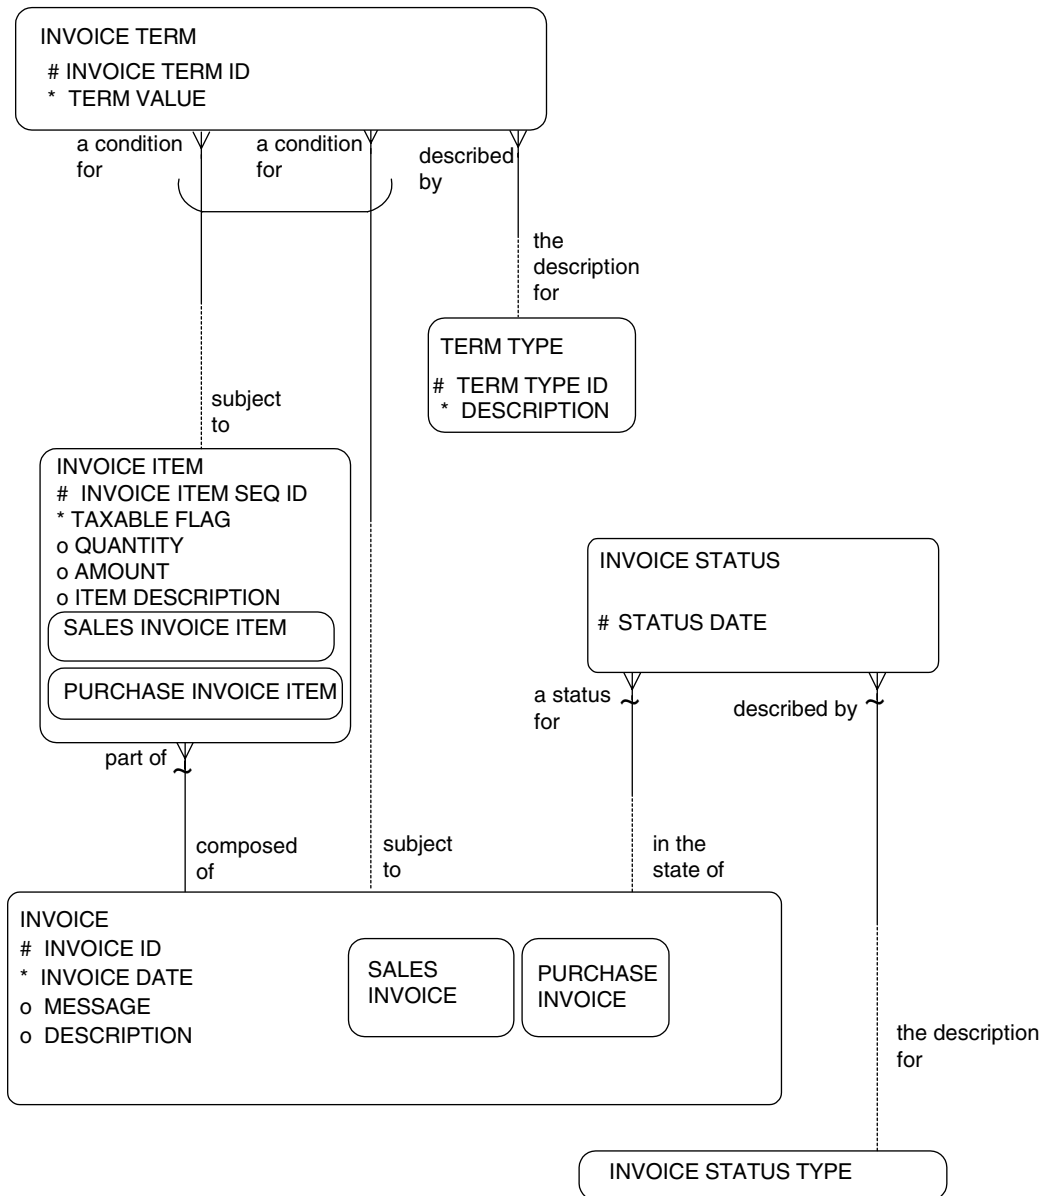 INVOICE TERM
# INVOICE TERM ID
* TERM VALUE
a condition
for
a condition
for
described
by
the
description
for
TERM TYPE
# TERM TYPE ID
* DESCRIPTION
subject
to
INVOICE ITEM
# INVOICE ITEM SEQ ID
* TAXABLE FLAG
o QUANTITY
o AMOUNT
o ITEM DESCRIPTION
SALES INVOICE ITEM
PURCHASE INVOICE ITEM
INVOICE STATUS
# STATUS DATE
a status
for
described by
part of
composed
of
subject
to
in the
state of
INVOICE
# INVOICE ID
* INVOICE DATE
o MESSAGE
o DESCRIPTION
SALES
INVOICE
PURCHASE
INVOICE
the description
for
INVOICE STATUS TYPE